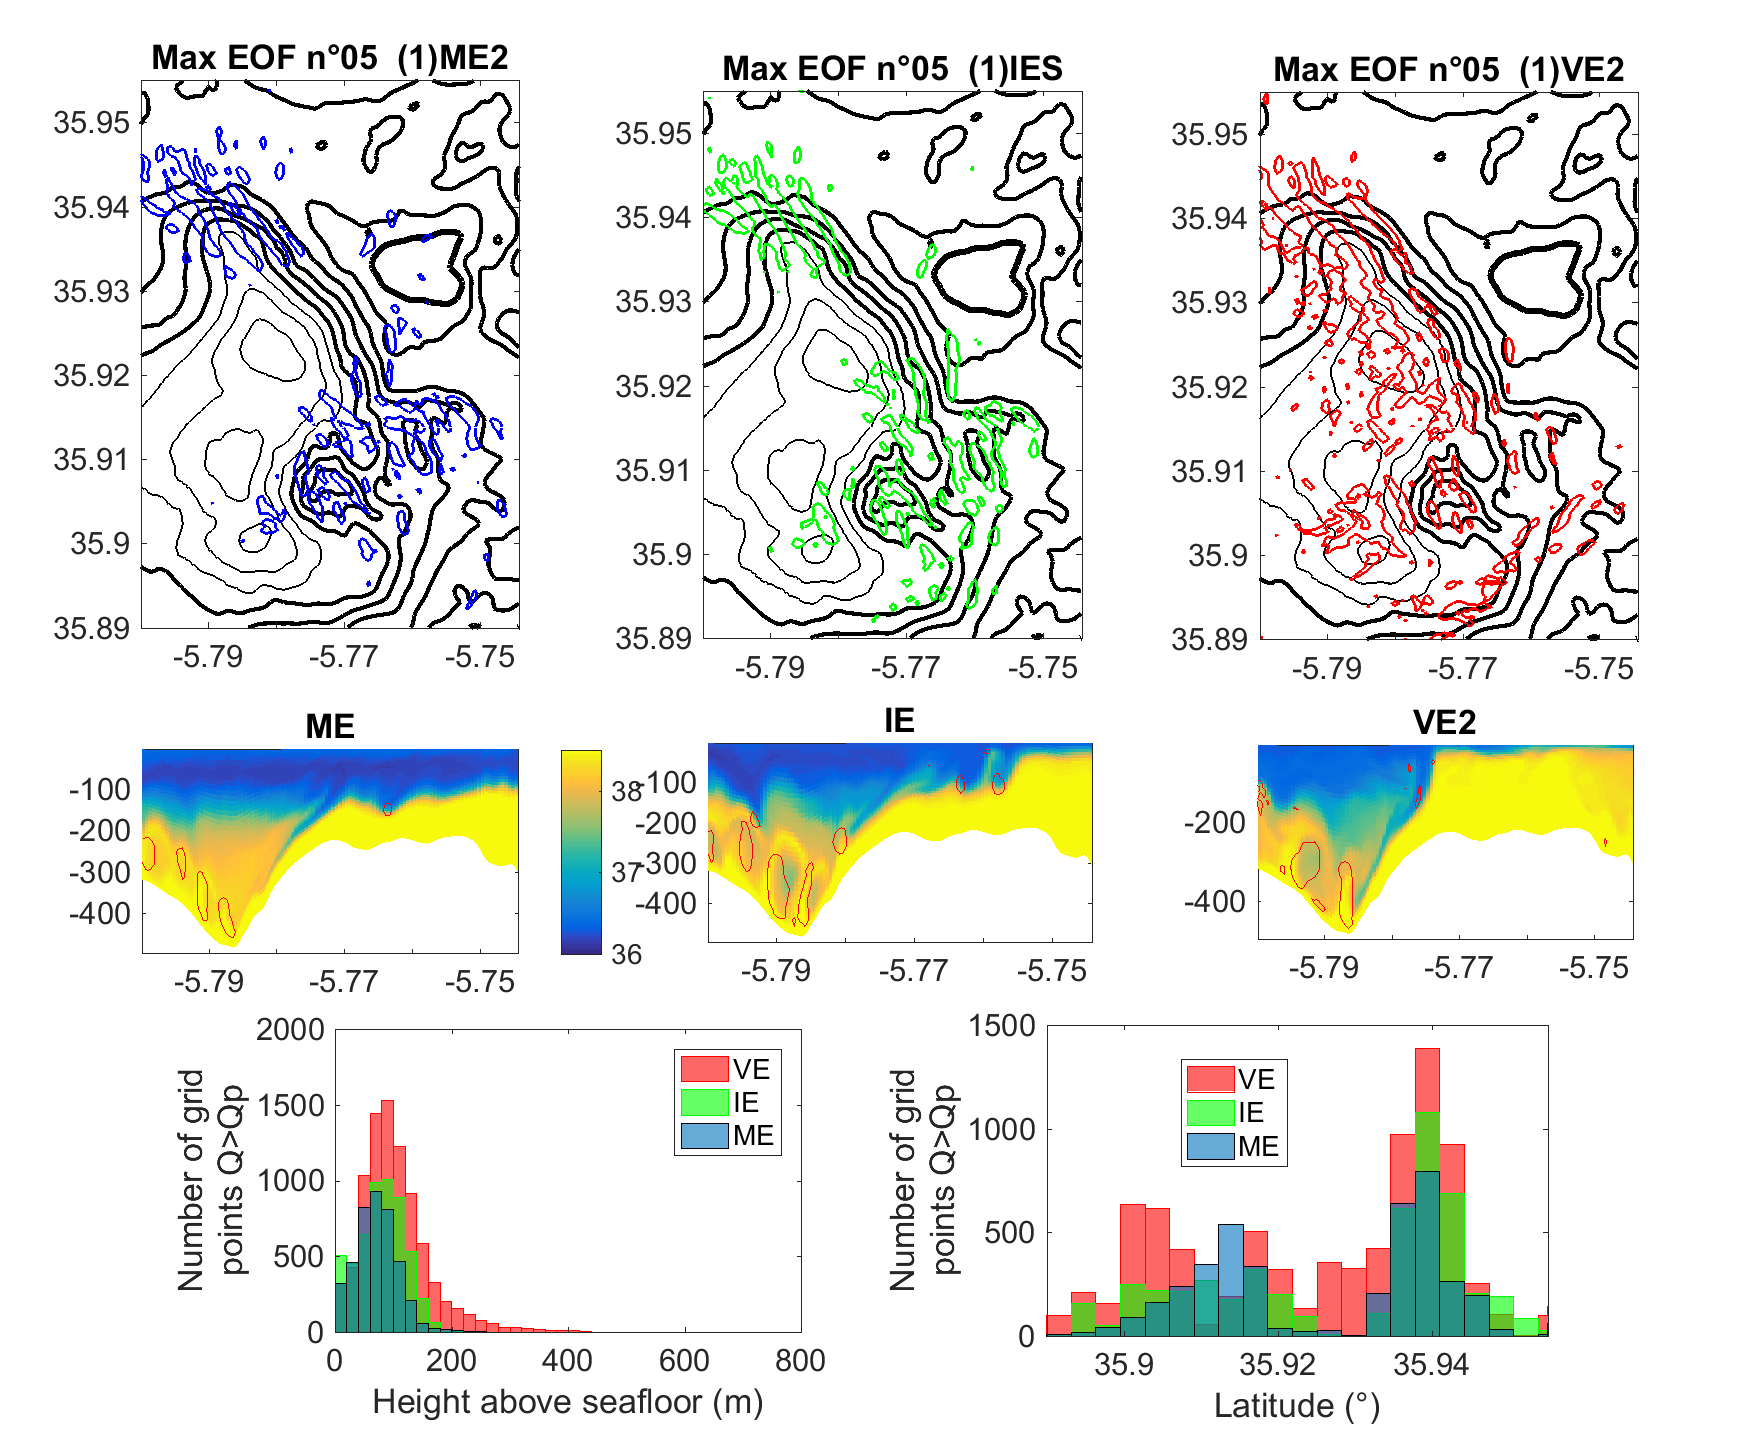 Max EOF n°05 (1)ME2
Max EOF n°05 (1)IES
Max EOF n°05 (1)VE2
35.95
35.94
35.93
35.92
35.91
35.9
35.89
-5.79 -5.77 -5.75
35.95
35.94
35.93
35.92
35.91
35.9
35.89
-5.79 -5.77 -5.75
35.95
35.94
35.93
35.92
35.91
35.9
35.89
-5.79 -5.77 -5.75
ME
-100
-200
-300
-400
-5.79 -5.77 -5.75
38
37
36
IE
-100
-200
-300
-400
-5.79 -5.77 -5.75
VE2
-200
-400
-5.79 -5.77 -5.75
Number of grid
points Q>Qp
2000
1500
1000
500
0
0 200 400 600 800
Height above seafloor (m)
VE
IE
ME
Number of grid
points Q>Qp
1500
1000
500
0
35.9 35.92 35.94
Latitude (°)
VE
IE
ME